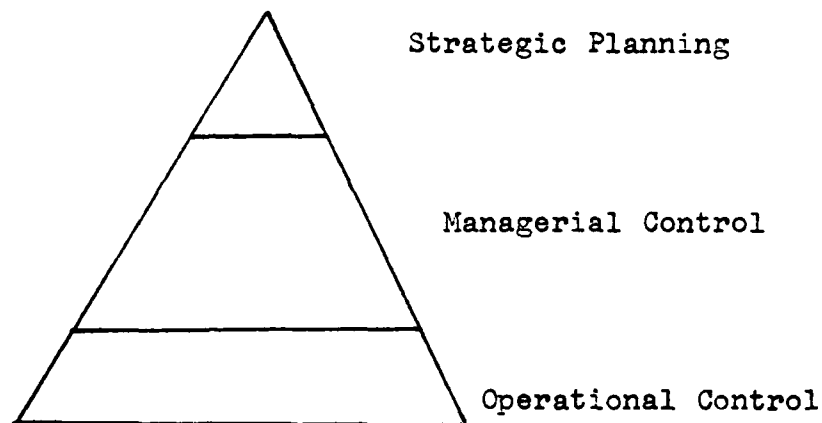 Strategic Planning
Managerial Control
Operational Control